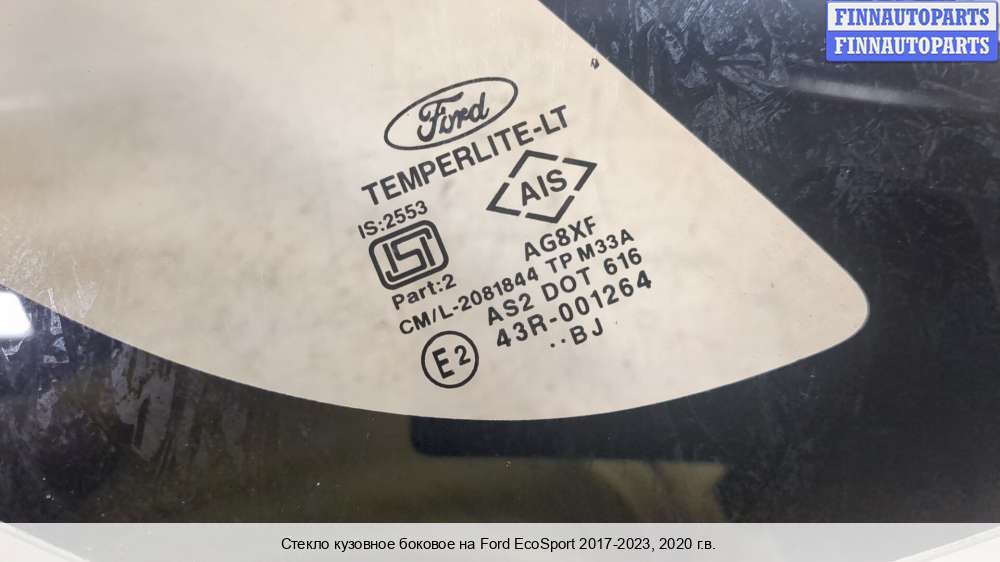 FINNAUTOPARTS
FINNAUTOPARTS
Ford
TEMPERLITE-LT
IS:2553
ISI
AIS
Part:2
AG8XF
CM/L-2081844 TP M33A
AS2 DOT 616
43R-001264
E2
..BJ
Стекло кузовное боковое на Ford EcoSport 2017-2023, 2020 г.в.